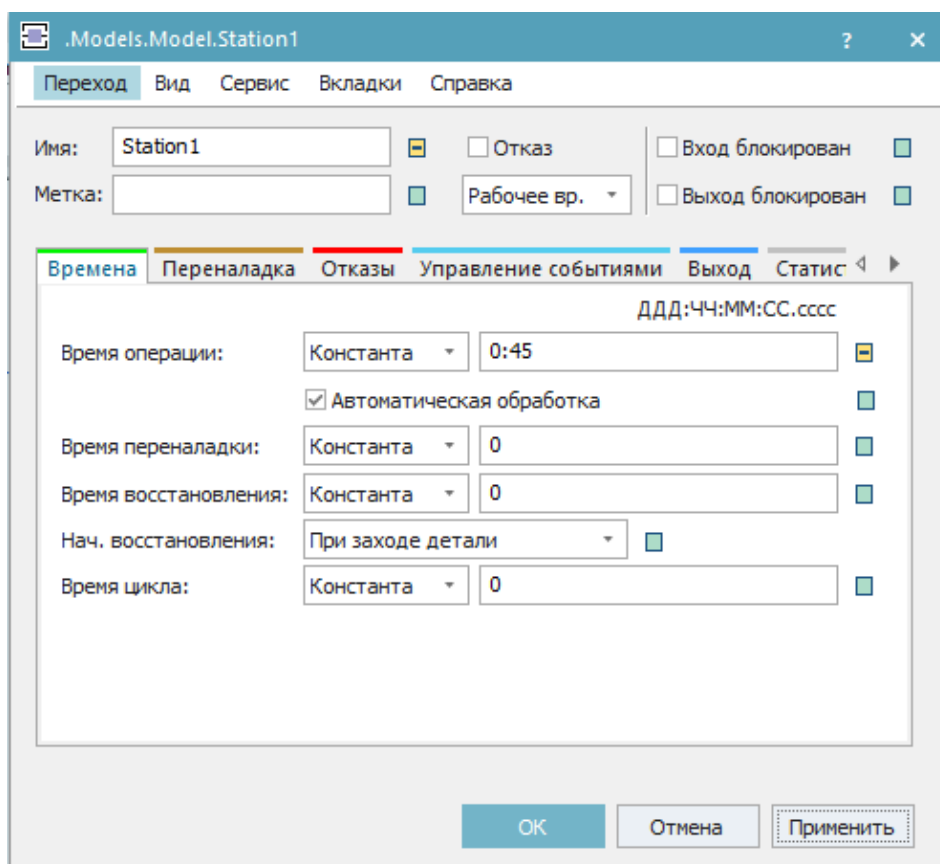 .Models.Model.Station1 ? ×
Переход Вид Сервис Вкладки Справка
Имя: Station1 Отказ Вход блокирован
Метка: Рабочее вр. Выход блокирован
Времена Переналадка Отказы Управление событиями Выход Статис
ДДД:ЧЧ:ММ:СС.сссс
Время операции: Константа 0:45
Автоматическая обработка
Время переналадки: Константа 0
Время восстановления: Константа 0
Нач. восстановления: При заходе детали
Время цикла: Константа 0
OK Отмена Применить